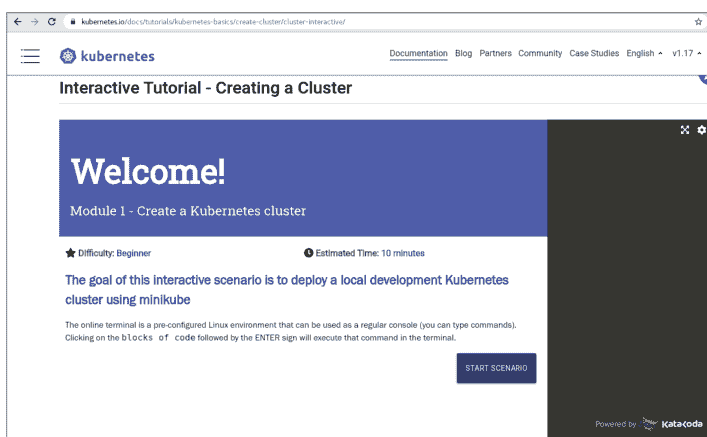 kubernetes.io/docs/tutorials/kubernetes-basics/create-cluster/cluster-interactive/
kubernetes
Documentation Blog Partners Community Case Studies English v1.17
Interactive Tutorial - Creating a Cluster
Welcome!
Module 1 - Create a Kubernetes cluster
Difficulty: Beginner
Estimated Time: 10 minutes
The goal of this interactive scenario is to deploy a local development Kubernetes
cluster using minikube
The online terminal is a pre-configured Linux environment that can be used as a regular console (you can type commands).
Clicking on the blocks of code followed by the ENTER sign will execute that command in the terminal.
START SCENARIO
Powered by Katakoda